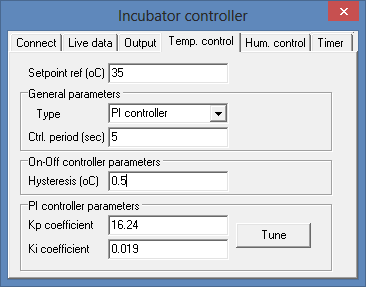 Incubator controller
Connect Live data Output Temp. control Hum. control Timer
Setpoint ref (oC) 35
General parameters
Type PI controller
Ctrl. period (sec) 5
On-Off controller parameters
Hysteresis (oC) 0.5
PI controller parameters
Kp coefficient 16.24
Ki coefficient 0.019
Tune